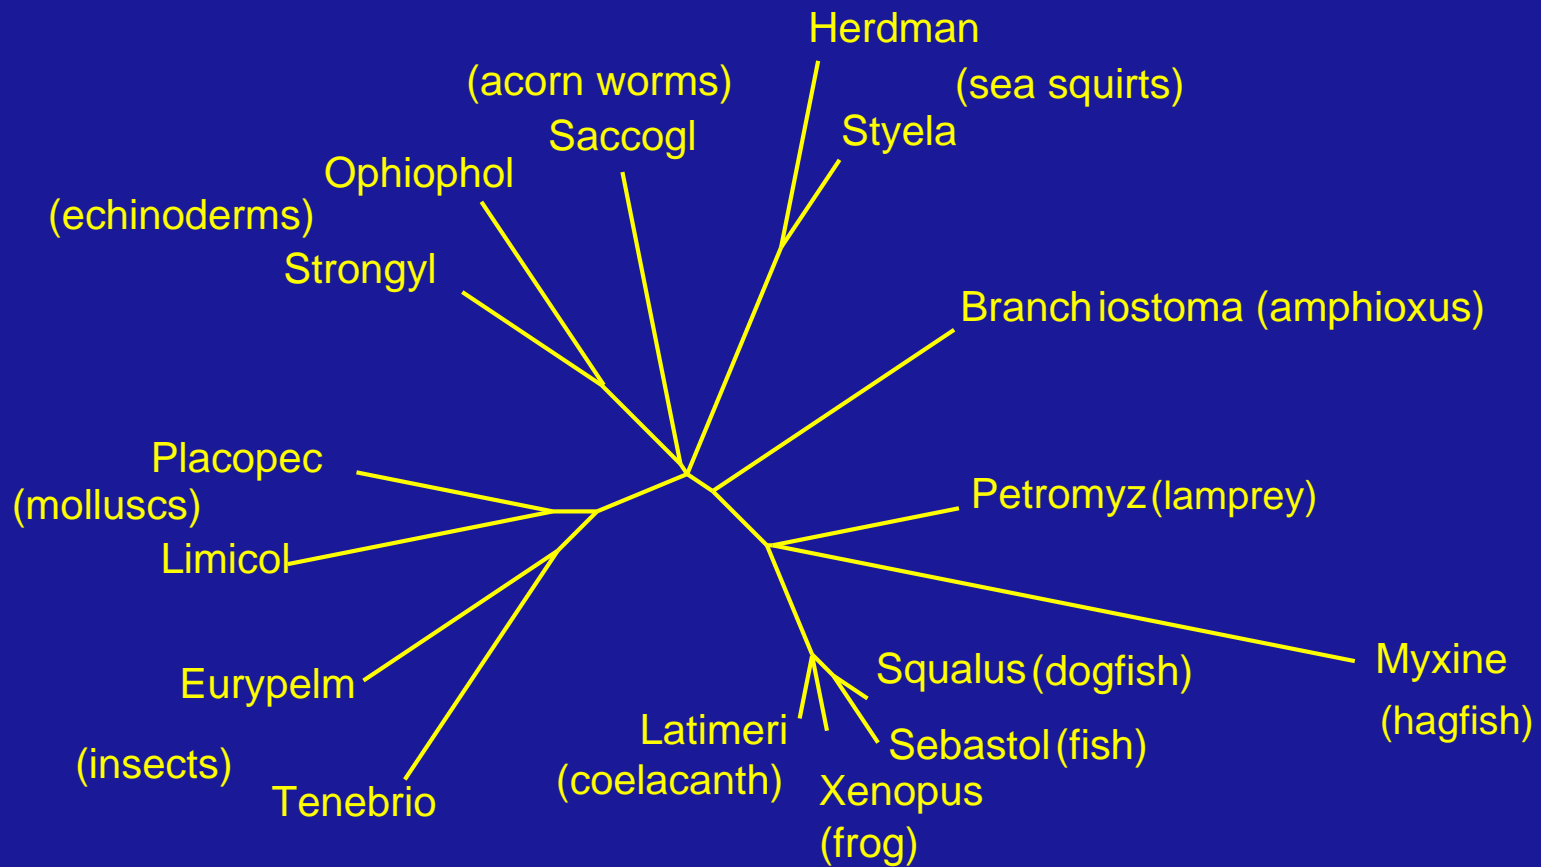 Herdman
(acorn worms)
(sea squirts)
Saccogl
Styela
Ophiophol
(echinoderms)
Strongyl
Branchiostoma (amphioxus)
Placopec
(molluscs)
Petromyz (lamprey)
Limicol
Eurypelm
Squalus (dogfish)
Myxine
(hagfish)
Latimeri
(coelacanth)
Sebastol (fish)
(insects)
Tenebrio
Xenopus
(frog)